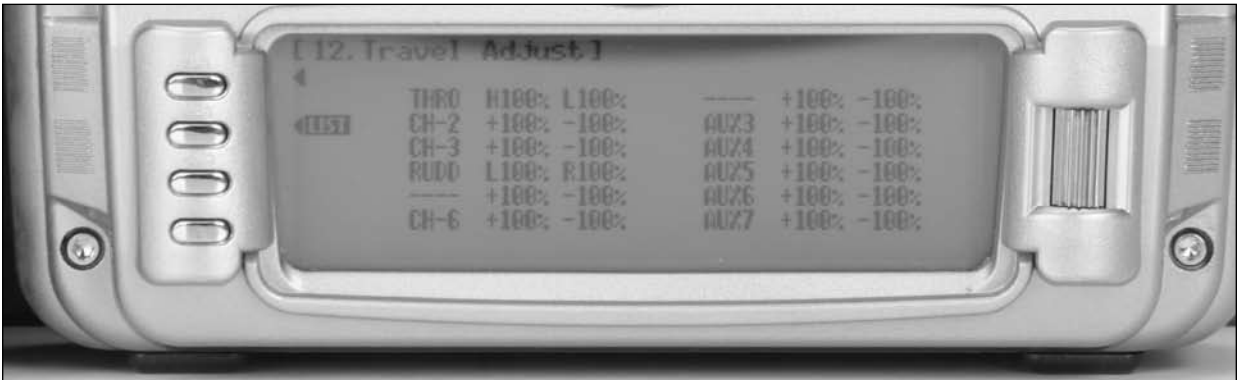 [12.Travel Adjust]
LIST
THRO H100% L100%
CH-2 +100% -100%
CH-3 +100% -100%
RUDD L100% R100%
---- +100% -100%
CH-6 +100% -100%
---- +100% -100%
AUX3 +100% -100%
AUX4 +100% -100%
AUX5 +100% -100%
AUX6 +100% -100%
AUX7 +100% -100%